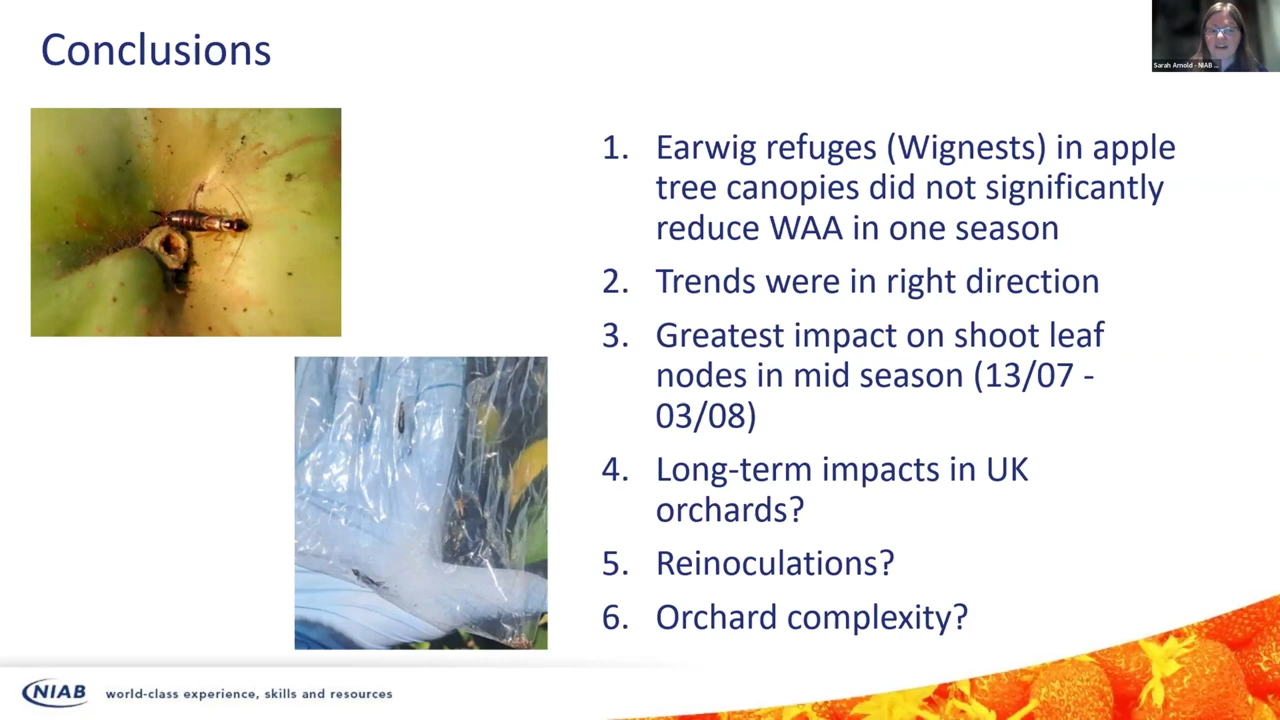 Conclusions
Sarah Arnold - NIAB ...
1. Earwig refuges (Wignests) in apple
tree canopies did not significantly
reduce WAA in one season
2. Trends were in right direction
3. Greatest impact on shoot leaf
nodes in mid season (13/07 -
03/08)
4. Long-term impacts in UK
orchards?
5. Reinoculations?
6. Orchard complexity?
NIAB world-class experience, skills and resources